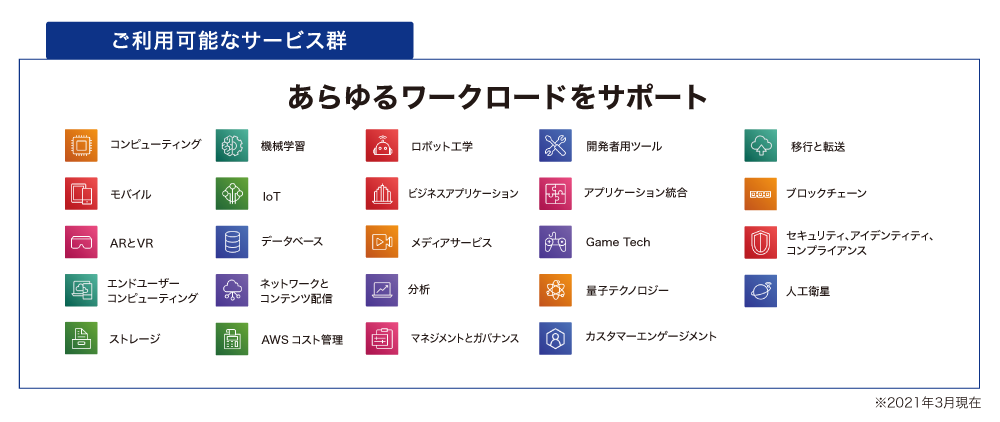 ご利用可能なサービス群
あらゆるワークロードをサポート
コンピューティング
機械学習
ロボット工学
開発者用ツール
移行と転送
モバイル
IoT
ビジネスアプリケーション
アプリケーション統合
ブロックチェーン
ARとVR
データベース
メディアサービス
Game Tech
セキュリティ、アイデンティティ、
コンプライアンス
エンドユーザー
コンピューティング
ネットワークと
コンテンツ配信
分析
量子テクノロジー
人工衛星
ストレージ
AWS コスト管理
マネジメントとガバナンス
カスタマーエンゲージメント
※2021年3月現在